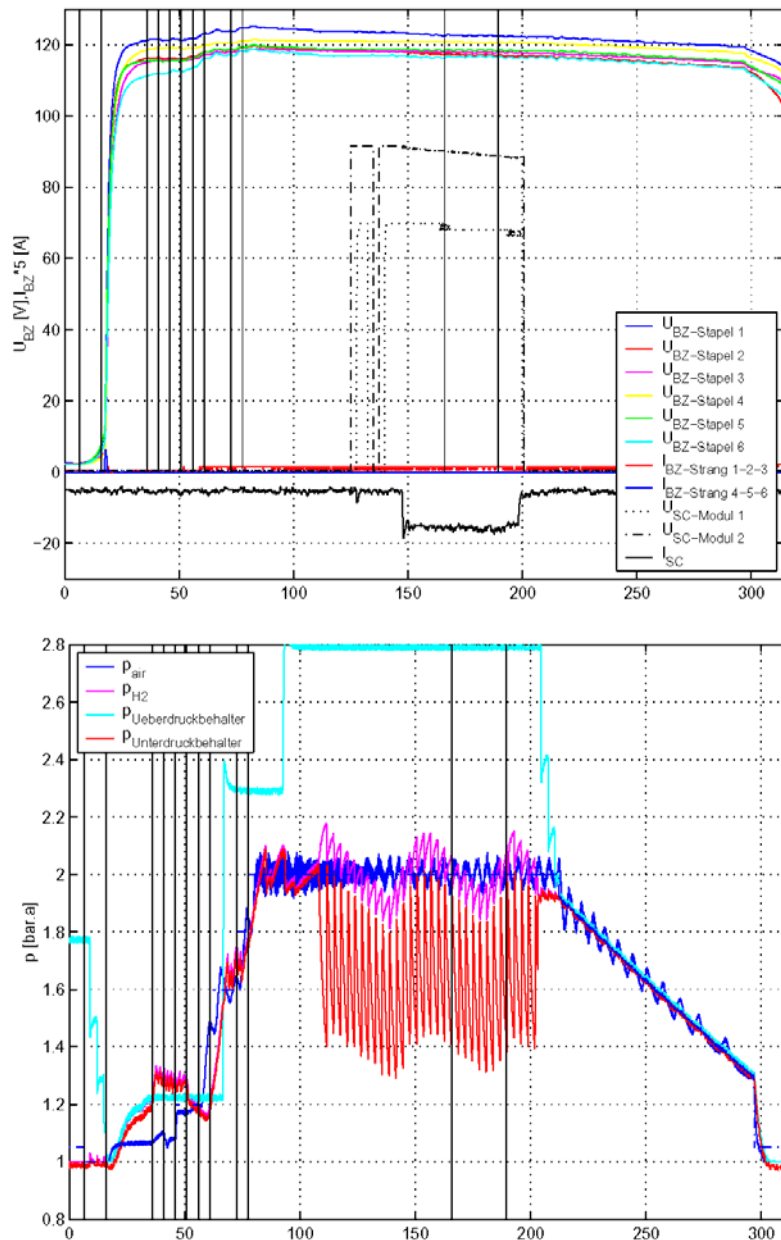 120
100
80
60
40
20
0
−20
U_BZ [V], I_BZ*5 [A]
U_BZ−Stapel 1
U_BZ−Stapel 2
U_BZ−Stapel 3
U_BZ−Stapel 4
U_BZ−Stapel 5
U_BZ−Stapel 6
I_BZ−Strang 1−2−3
I_BZ−Strang 4−5−6
U_SC−Modul 1
U_SC−Modul 2
I_SC
0 50 100 150 200 250 300
2.8
2.6
2.4
2.2
2
1.8
1.6
1.4
1.2
1
0.8
p [bar.a]
p_air
p_H2
p_Ueberdruckbehalter
p_Unterdruckbehalter
0 50 100 150 200 250 300